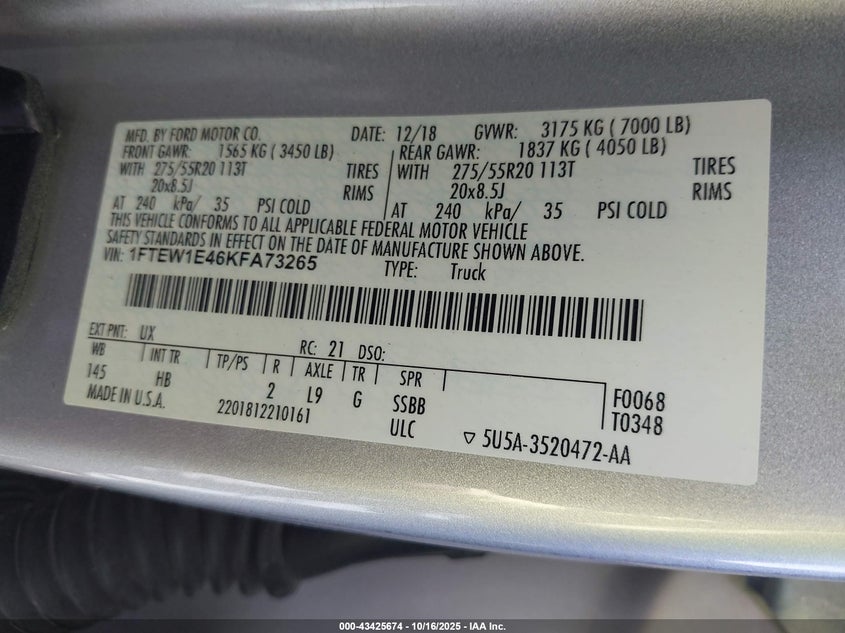 MFD. BY FORD MOTOR CO. DATE: 12/18 GVWR: 3175 KG ( 7000 LB)
FRONT GAWR: 1565 KG ( 3450 LB) REAR GAWR: 1837 KG ( 4050 LB)
WITH 275/55R20 113T TIRES WITH 275/55R20 113T TIRES
20x8.5J RIMS 20x8.5J RIMS
AT 240 kPa/ 35 PSI COLD AT 240 kPa/ 35 PSI COLD
THIS VEHICLE CONFORMS TO ALL APPLICABLE FEDERAL MOTOR VEHICLE
SAFETY STANDARDS IN EFFECT ON THE DATE OF MANUFACTURE SHOWN ABOVE.
VIN: 1FTEW1E46KFA73265 TYPE: Truck
EXT PNT: UX RC: 21 DSO:
WB INT TR TP/PS R AXLE TR SPR
145 HB 2 L9 G SSBB F0068
MADE IN U.S.A. 2201812210161 ULC T0348
▽ 5U5A-3520472-AA
000-43425674 - 10/16/2025 - IAA Inc.